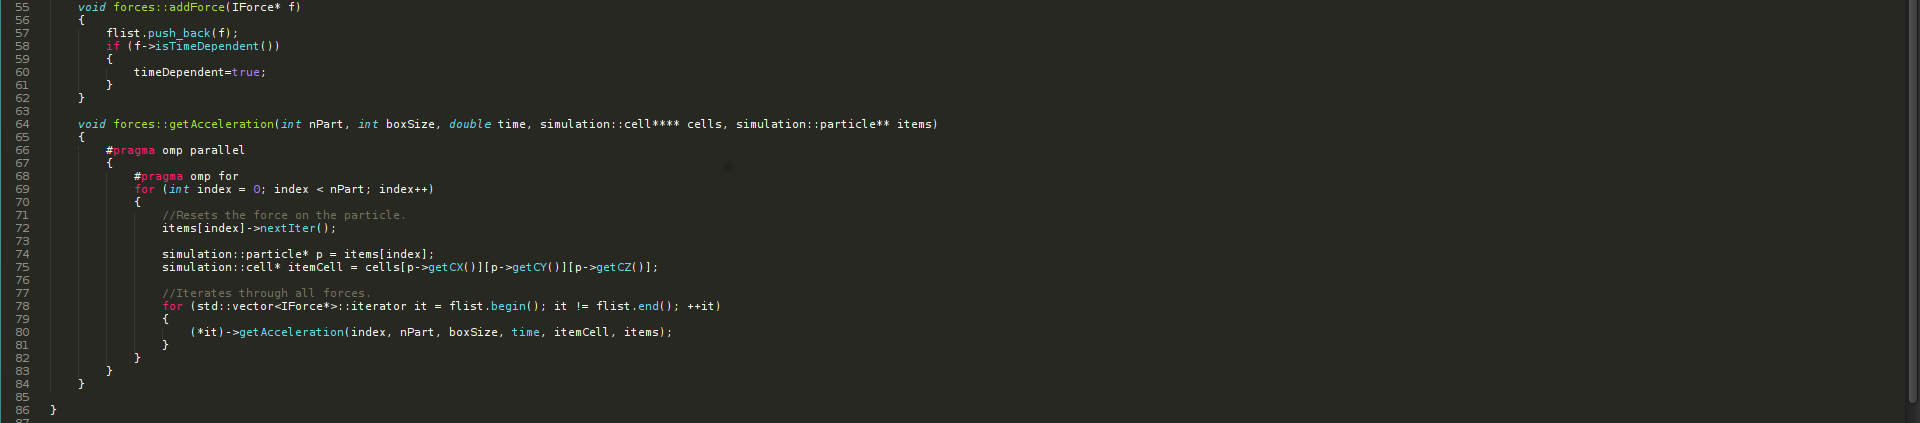 55 void forces::addForce(IForce* f)
56 {
57 flist.push_back(f);
58 if (f->isTimeDependent())
59 {
60 timeDependent=true;
61 }
62 }
63
64 void forces::getAcceleration(int nPart, int boxSize, double time, simulation::cell**** cells, simulation::particle** items)
65 {
66 #pragma omp parallel
67 {
68 #pragma omp for
69 for (int index = 0; index < nPart; index++)
70 {
71 //Resets the force on the particle.
72 items[index]->nextIter();
73
74 simulation::particle* p = items[index];
75 simulation::cell* itemCell = cells[p->getCX()][p->getCY()][p->getCZ()];
76
77 //Iterates through all forces.
78 for (std::vector<IForce*>::iterator it = flist.begin(); it != flist.end(); ++it)
79 {
80 (*it)->getAcceleration(index, nPart, boxSize, time, itemCell, items);
81 }
82 }
83 }
84 }
85
86 }
87